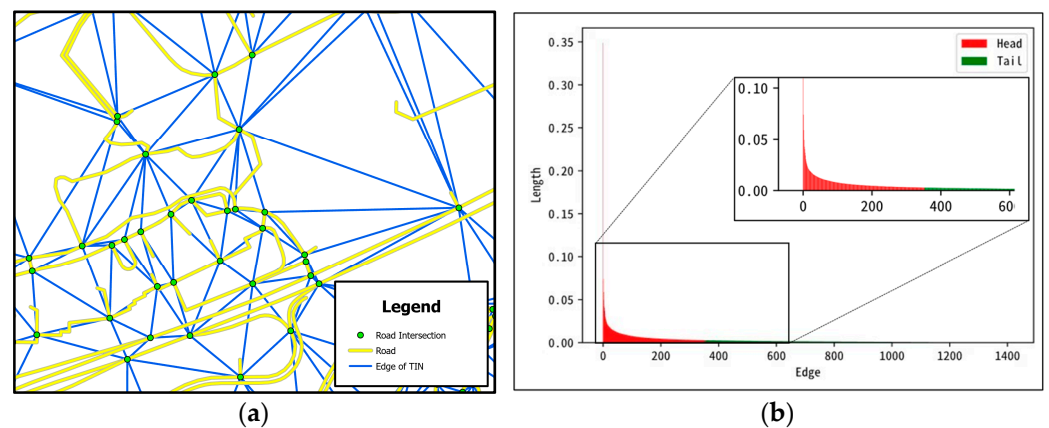 Legend
Road Intersection
Road
Edge of TIN
(a)
Head
Tail
Length
0.35
0.30
0.25
0.20
0.15
0.10
0.05
0.00
0.10
0.05
0.00
0 200 400 60
0 200 400 600 800 1000 1200 1400
Edge
(b)